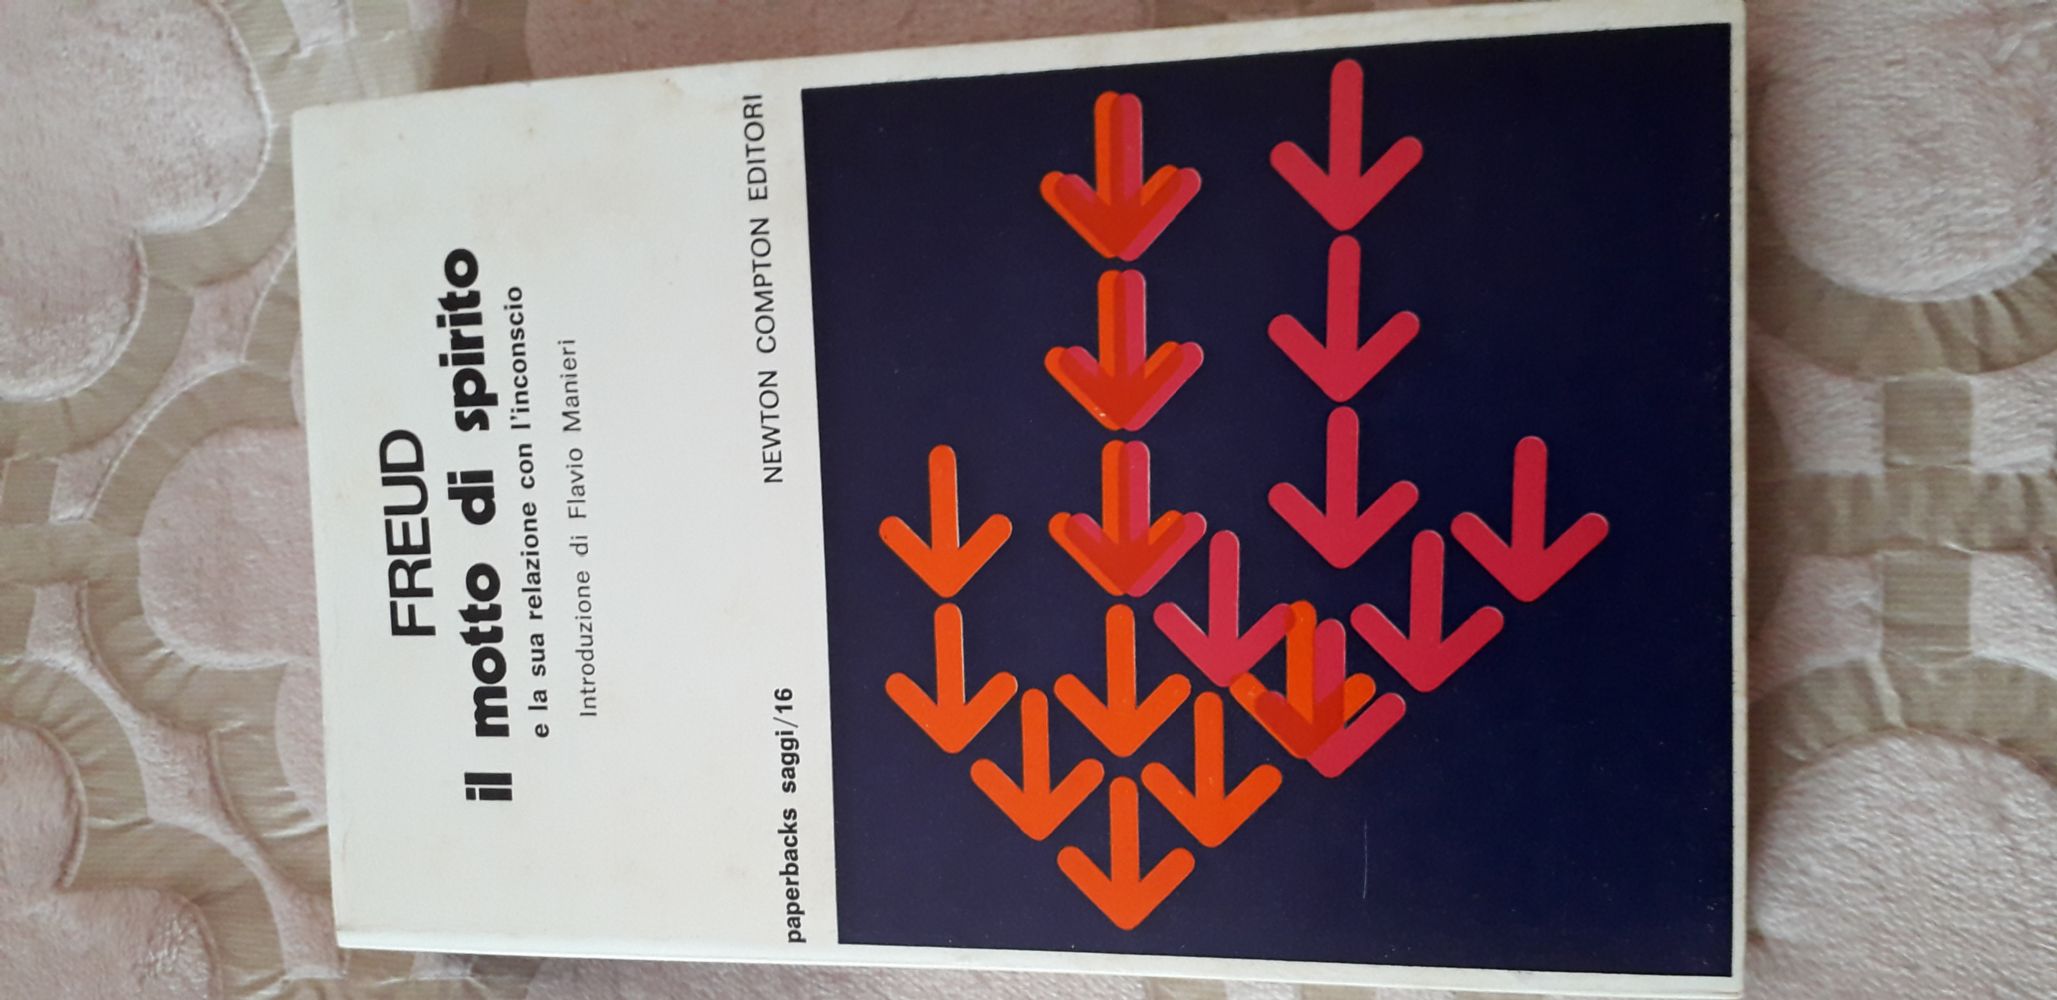 FREUD
il motto di spirito
e la sua relazione con l'inconscio
Introduzione di Flavio Manieri
paperbacks saggi/16 NEWTON COMPTON EDITORI